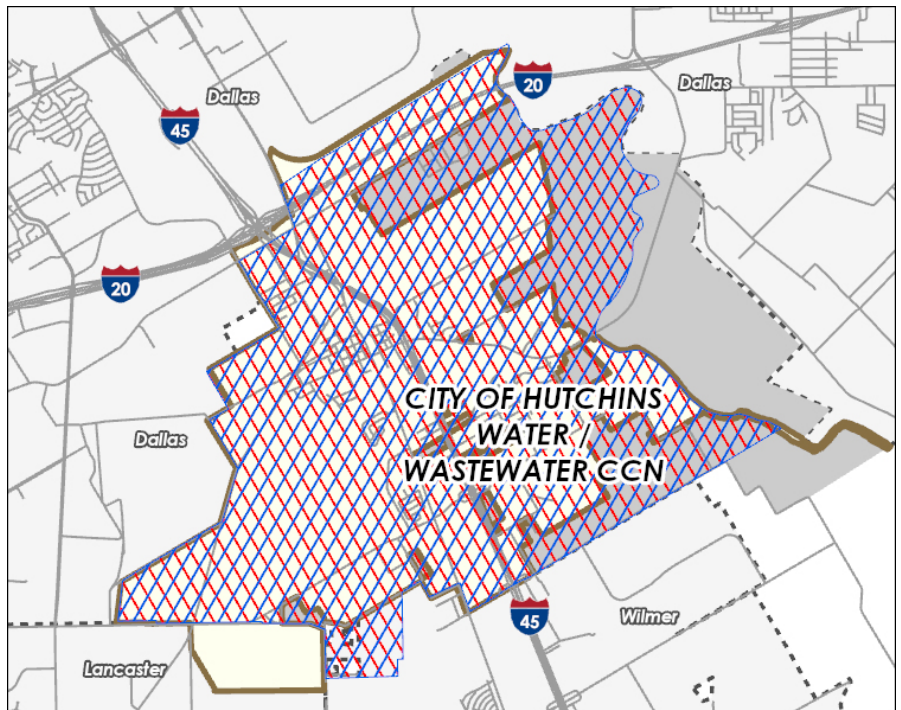 Dallas
45
20
Dallas
20
CITY OF HUTCHINS
WATER /
WASTEWATER CCN
Dallas
45
Wilmer
Lancaster